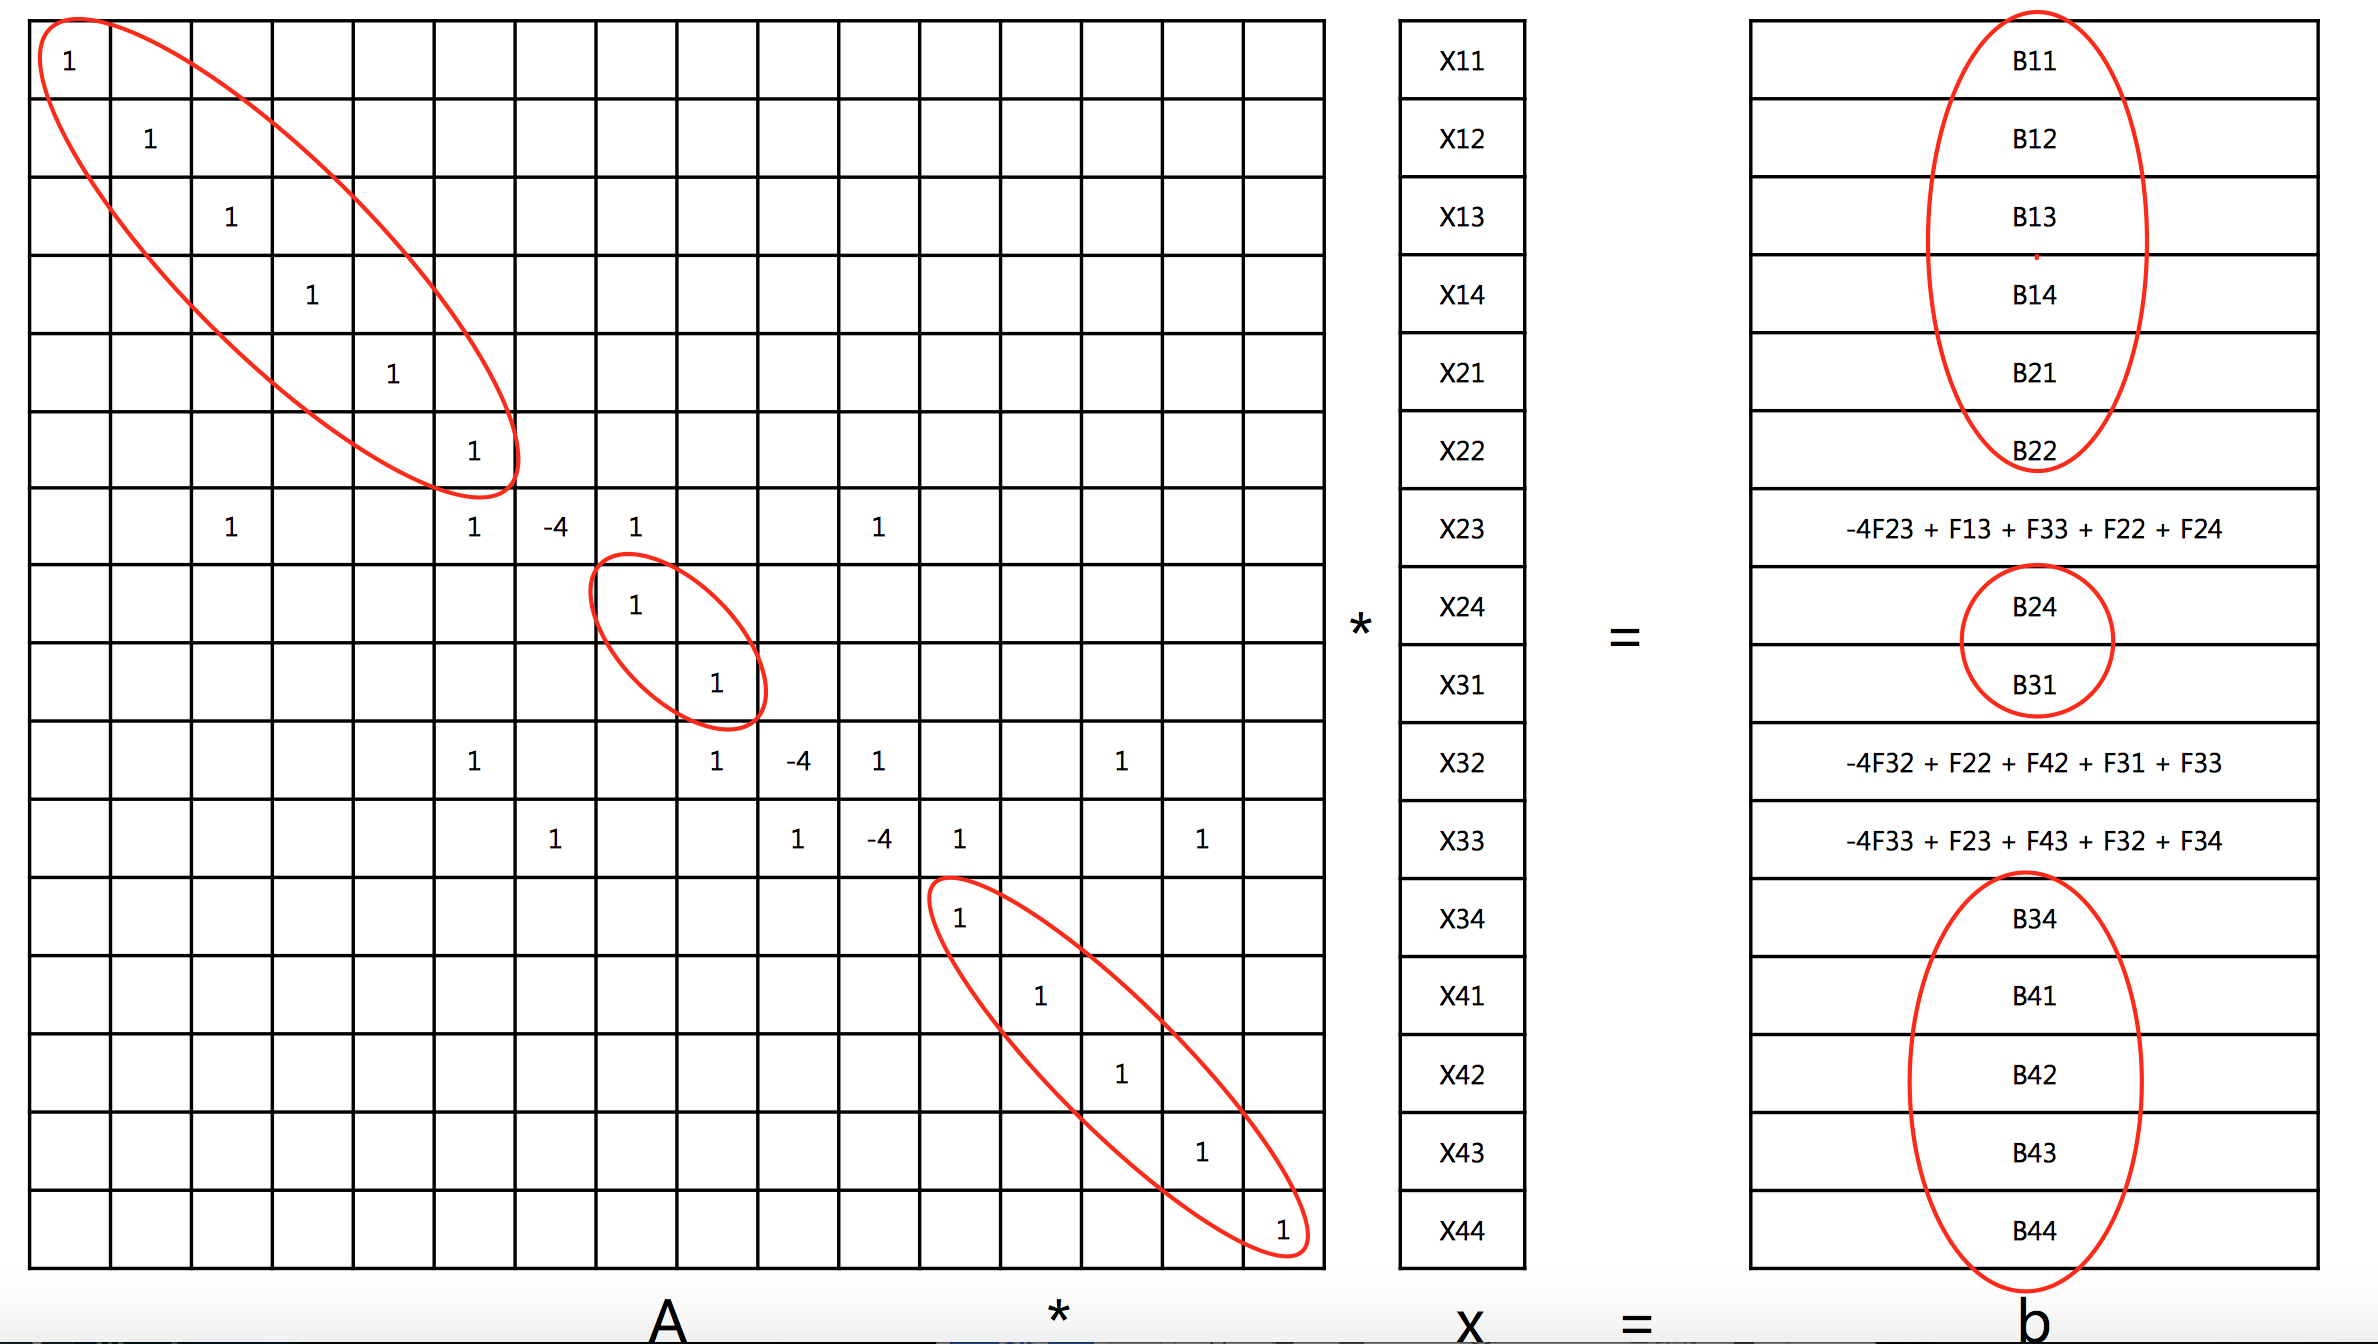 1 X11 B11
1 X12 B12
1 X13 B13
1 X14 B14
1 X21 B21
1 X22 B22
1 1 -4 1 1 X23 -4F23 + F13 + F33 + F22 + F24
1 * X24 = B24
1 X31 B31
1 1 -4 1 1 X32 -4F32 + F22 + F42 + F31 + F33
1 1 -4 1 1 X33 -4F33 + F23 + F43 + F32 + F34
1 X34 B34
1 X41 B41
1 X42 B42
1 X43 B43
1 X44 B44
A * x = b